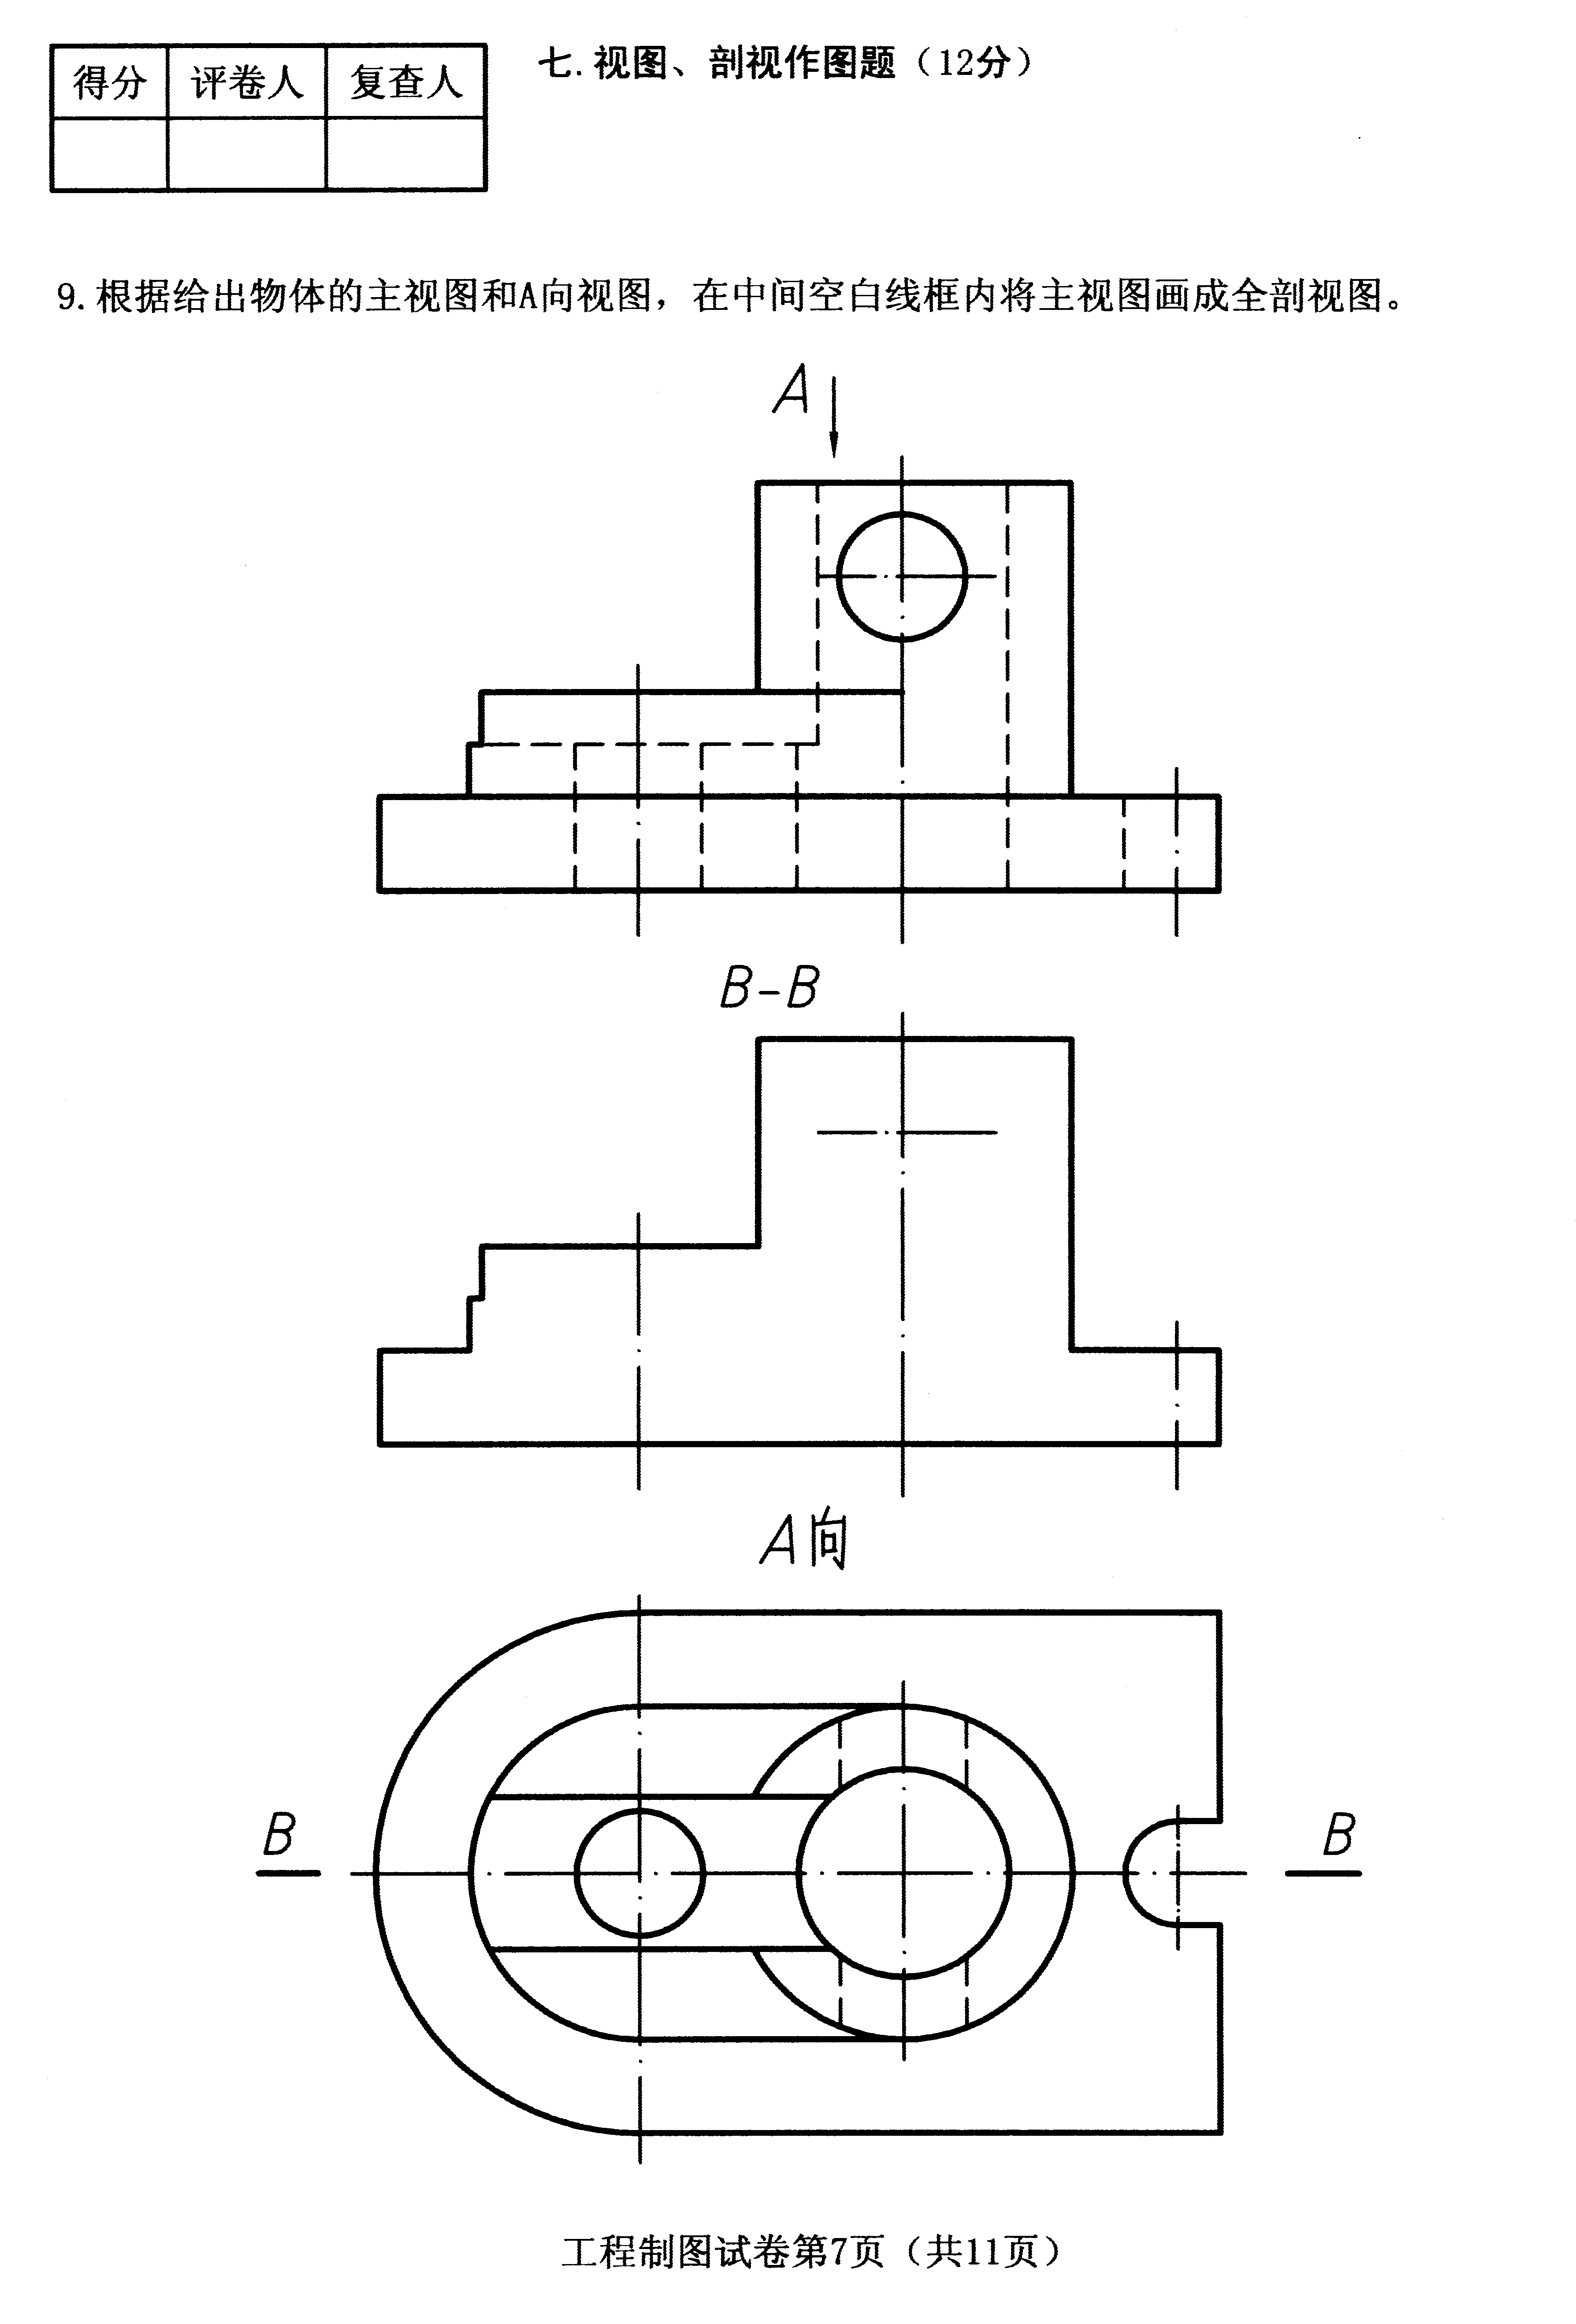 得分 评卷人 复查人
七.视图、剖视作图题（12分）
9.根据给出物体的主视图和A向视图，在中间空白线框内将主视图画成全剖视图。
A
B-B
A向
B B
工程制图试卷第7页（共11页）